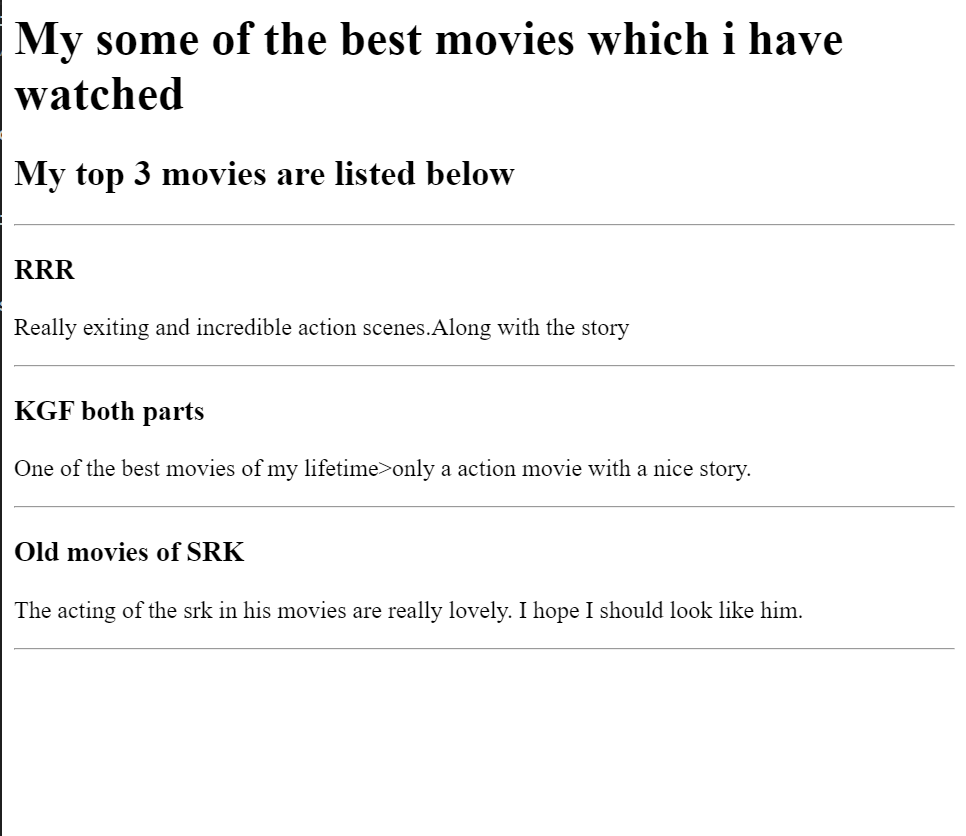 My some of the best movies which i have
watched
My top 3 movies are listed below
RRR
Really exiting and incredible action scenes.Along with the story
KGF both parts
One of the best movies of my lifetime>only a action movie with a nice story.
Old movies of SRK
The acting of the srk in his movies are really lovely. I hope I should look like him.